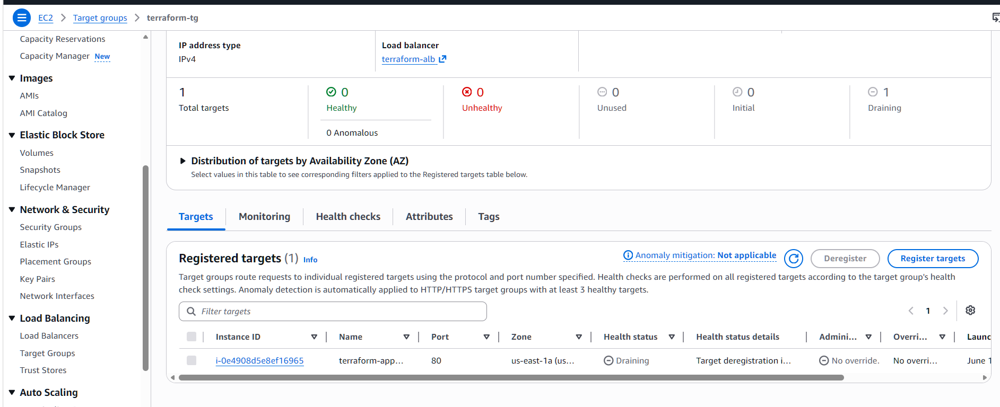 EC2 > Target groups > terraform-tg
Capacity Reservations
Capacity Manager New
Images
AMIs
AMI Catalog
Elastic Block Store
Volumes
Snapshots
Lifecycle Manager
Network & Security
Security Groups
Elastic IPs
Placement Groups
Key Pairs
Network Interfaces
Load Balancing
Load Balancers
Target Groups
Trust Stores
Auto Scaling
IP address type
IPv4
Load balancer
terraform-alb
1
Total targets
0
Healthy
0 Anomalous
0
Unhealthy
0
Unused
0
Initial
1
Draining
Distribution of targets by Availability Zone (AZ)
Select values in this table to see corresponding filters applied to the Registered targets table below.
Targets Monitoring Health checks Attributes Tags
Registered targets (1) Info
Anomaly mitigation: Not applicable Deregister Register targets
Target groups route requests to individual registered targets using the protocol and port number specified. Health checks are performed on all registered targets according to the target group's health
check settings. Anomaly detection is automatically applied to HTTP/HTTPS target groups with at least 3 healthy targets.
Filter targets
1
Instance ID Name Port Zone Health status Health status details Admini... Overri... Launc
i-0e4908d5e8ef16965 terraform-app... 80 us-east-1a (us... Draining Target deregistration i... No override. No overri... June 1